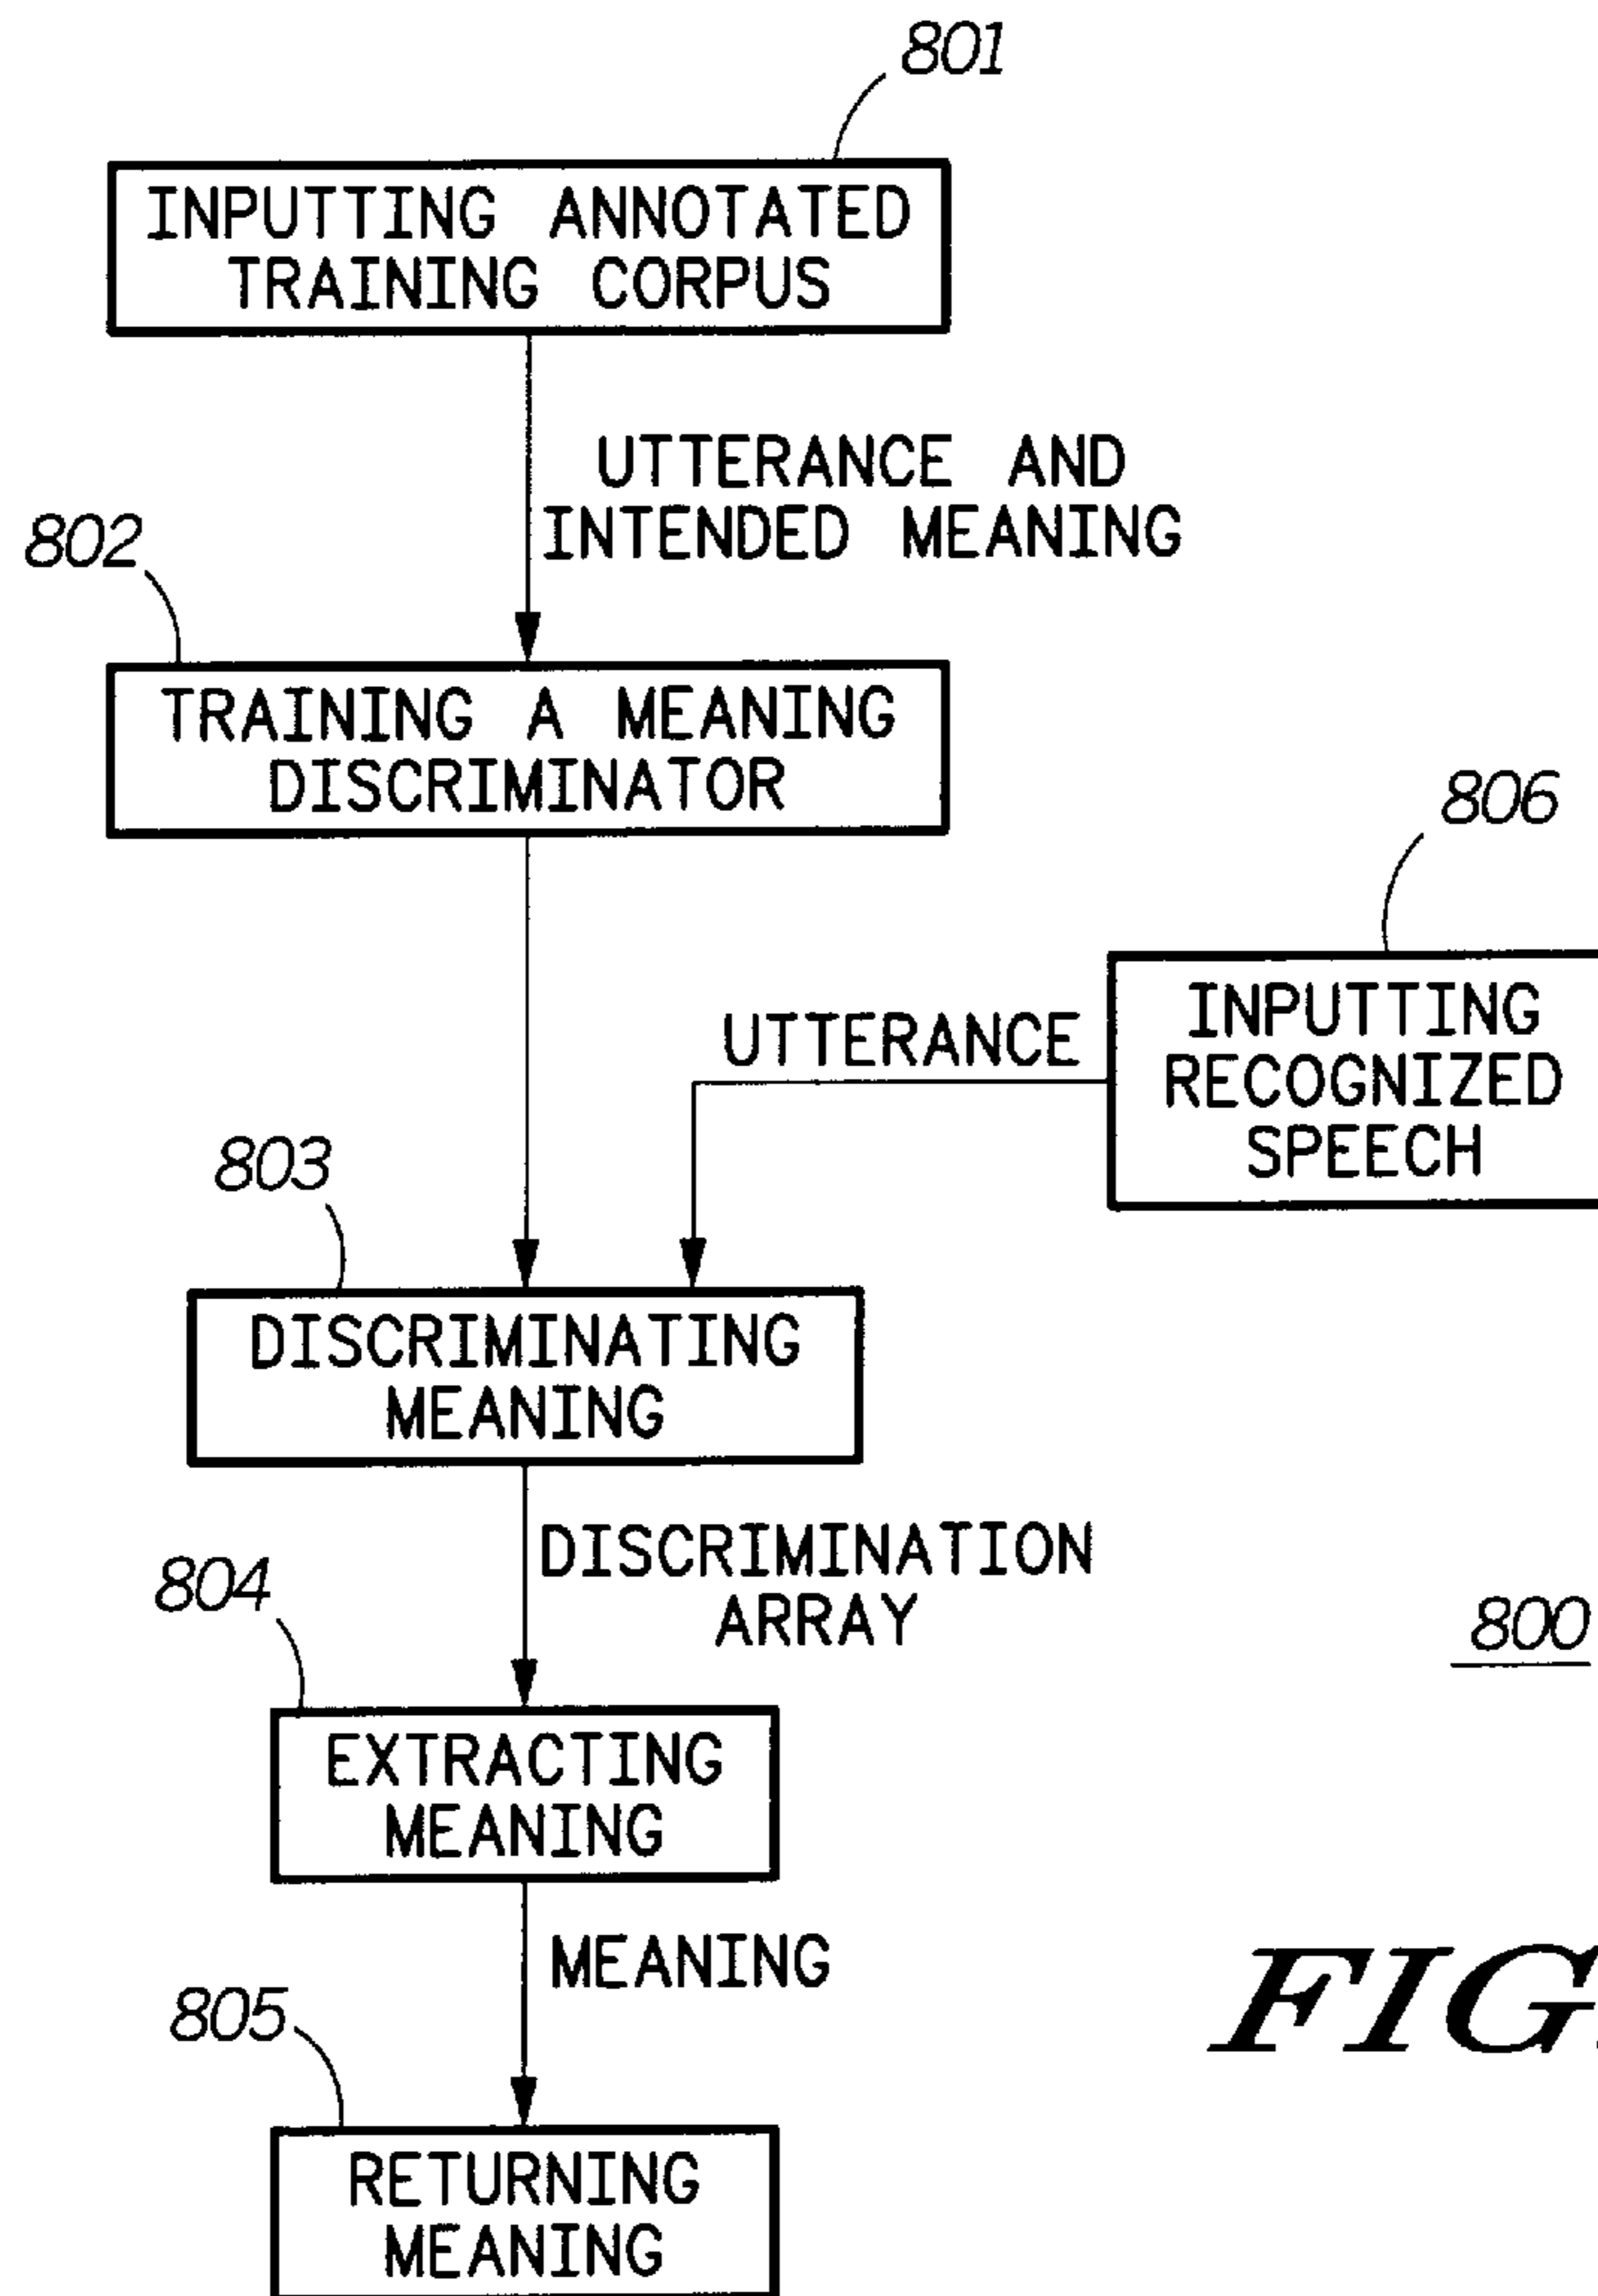 801
INPUTTING ANNOTATED
TRAINING CORPUS
UTTERANCE AND
INTENDED MEANING
802
TRAINING A MEANING
DISCRIMINATOR
806
INPUTTING
RECOGNIZED
SPEECH
UTTERANCE
803
DISCRIMINATING
MEANING
DISCRIMINATION
ARRAY
804
800
EXTRACTING
MEANING
MEANING
FIG.
805
RETURNING
MEANING